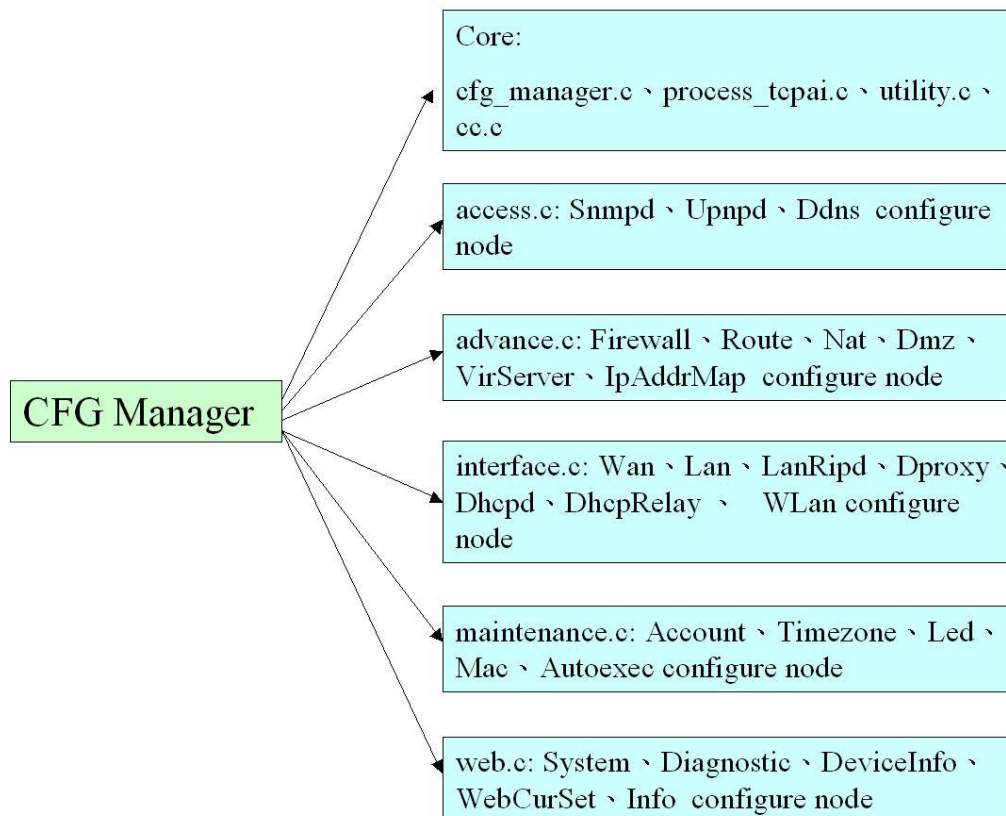 Core:
cfg_manager.c、process_tcpai.c、utility.c、
cc.c
access.c: Snmpd、Upnpd、Ddns configure
node
advance.c: Firewall、Route、Nat、Dmz、
VirServer、IpAddrMap configure node
CFG Manager
interface.c: Wan、Lan、LanRipd、Dproxy、
Dhcpd、DhcpRelay、 WLan configure
node
maintenance.c: Account、Timezone、Led、
Mac、Autoexec configure node
web.c: System、Diagnostic、DeviceInfo、
WebCurSet、Info configure node